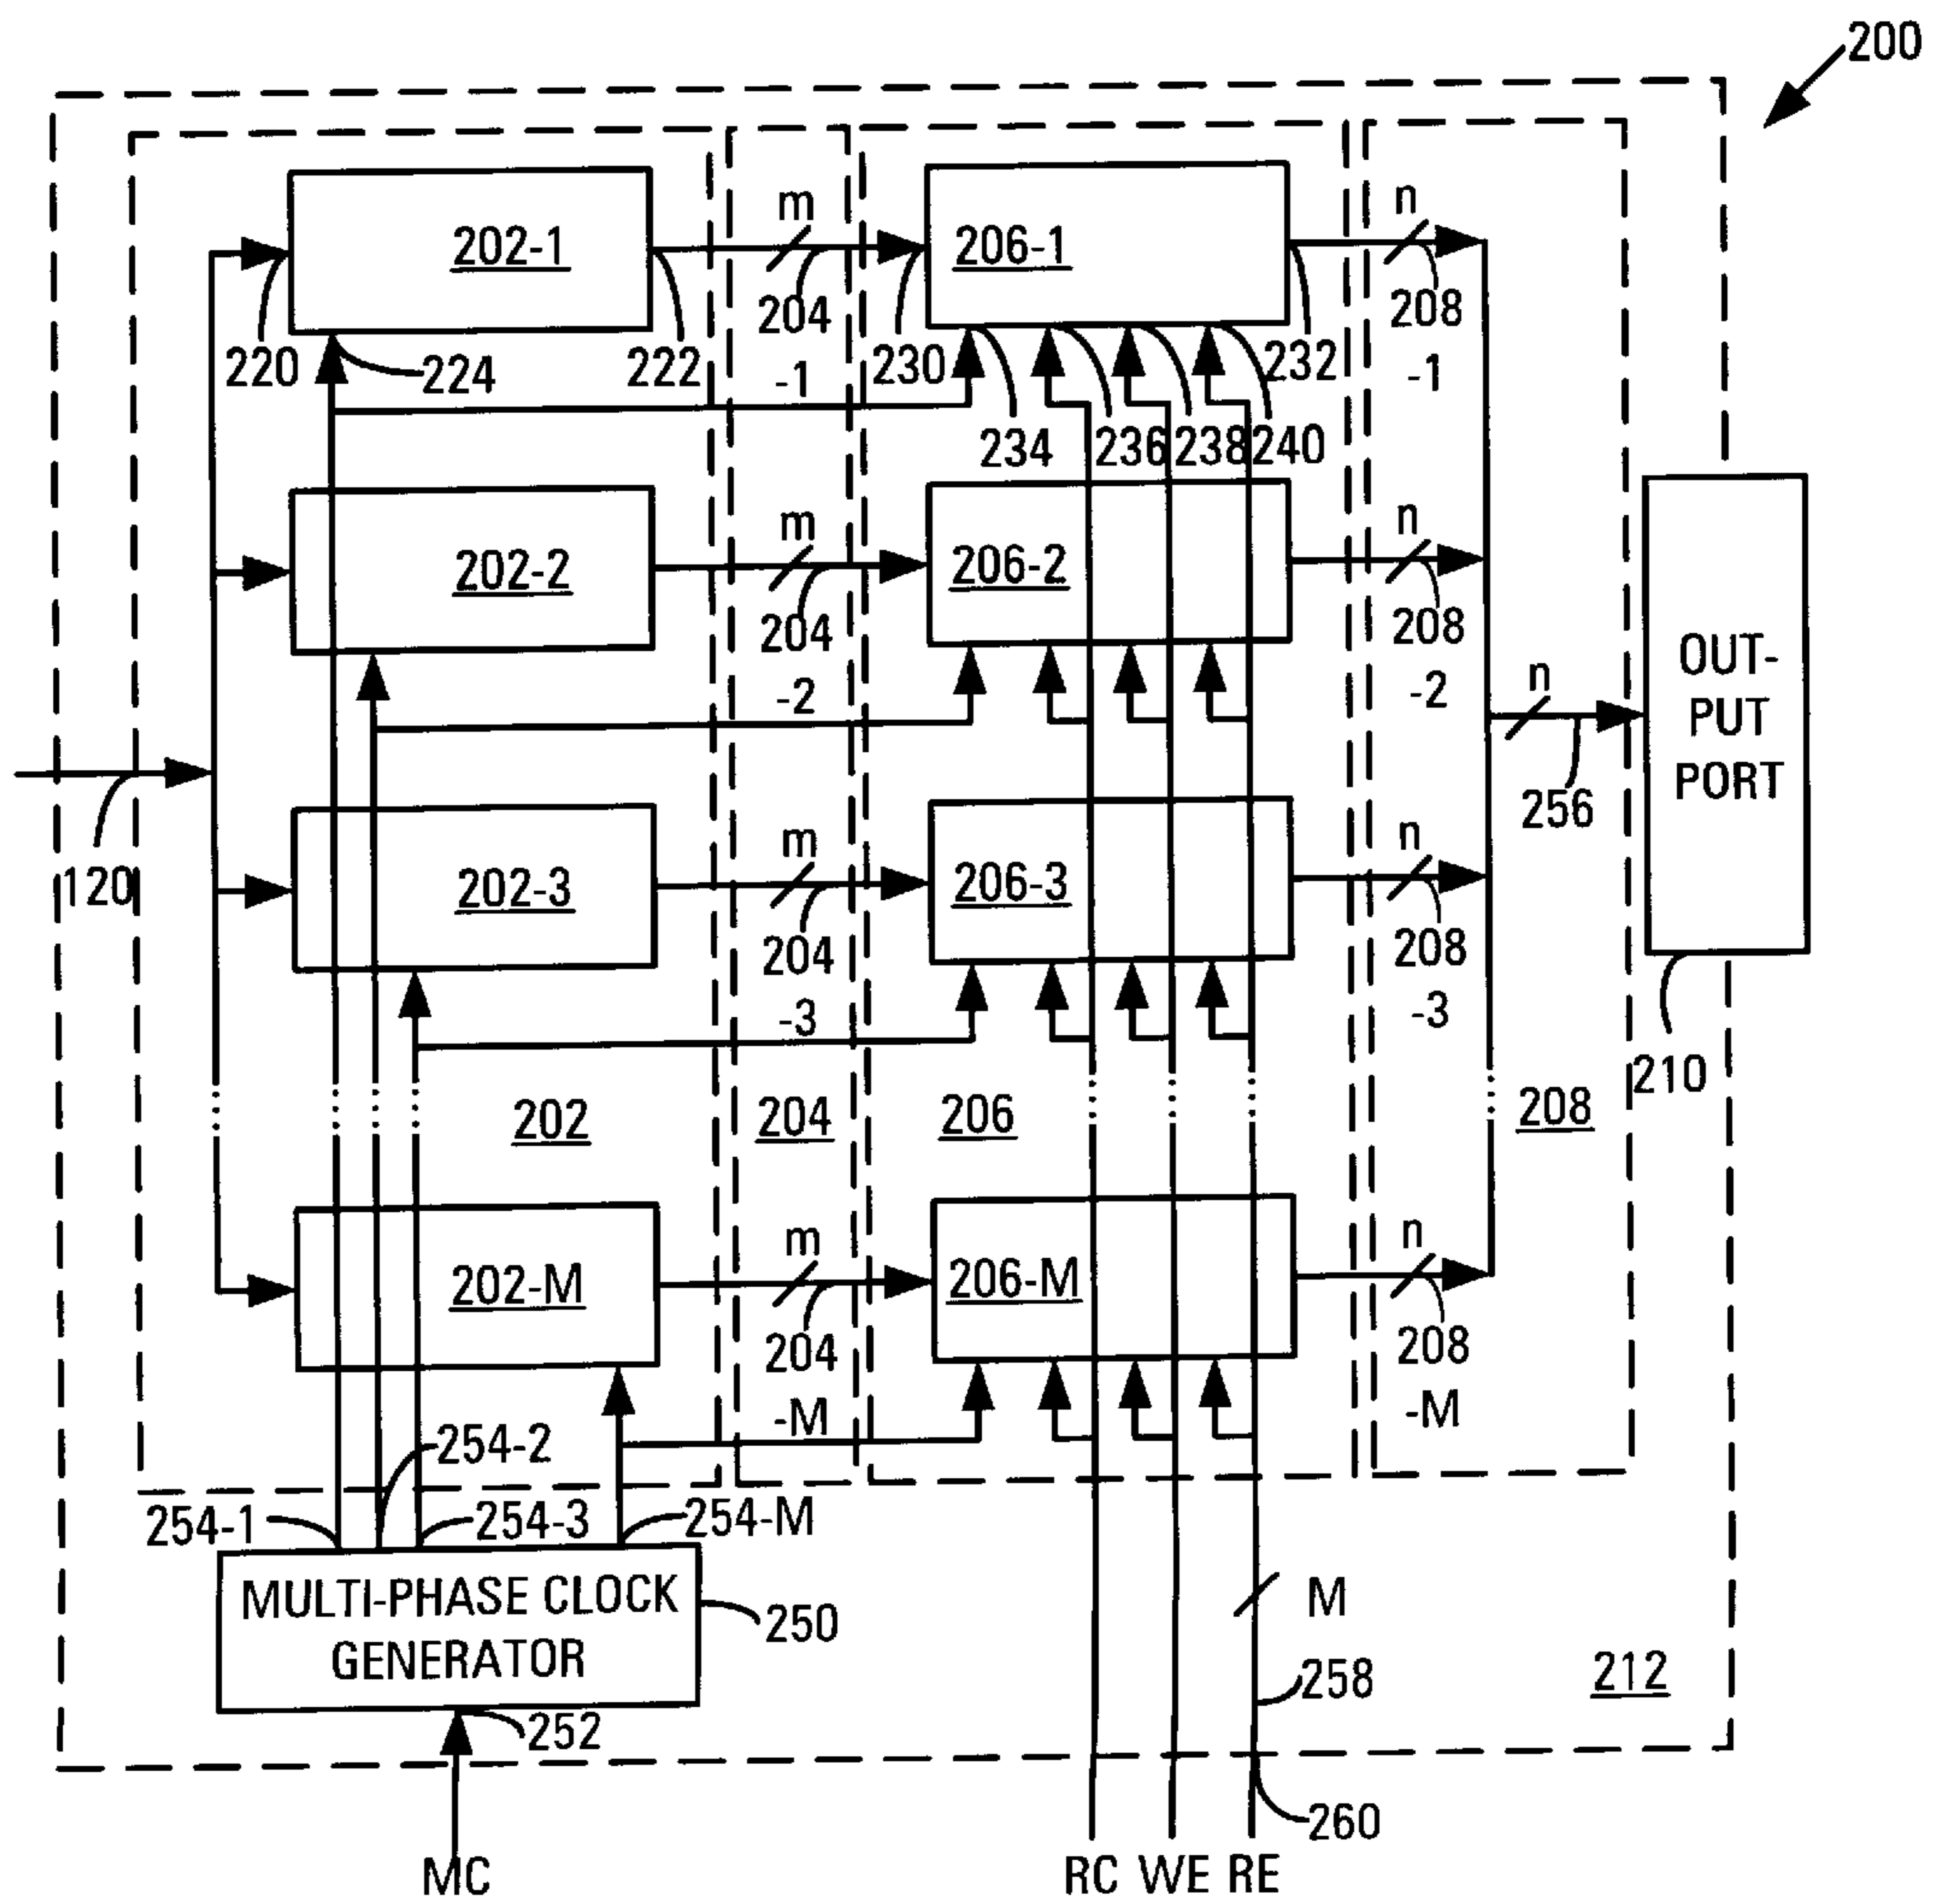 200
m
n
202-1
206-1
204
208
220
224
222
-1
230
232
-1
234
236
238
240
m
n
202-2
206-2
204
208
OUT-
PUT
PORT
-2
-2
n
256
120
m
n
202-3
206-3
204
208
-3
-3
210
202
204
206
208
m
n
202-M
206-M
204
208
-M
-M
254-2
254-1
254-3
254-M
MULTI-PHASE CLOCK
GENERATOR
250
M
258
212
252
260
MC
RC
WE
RE